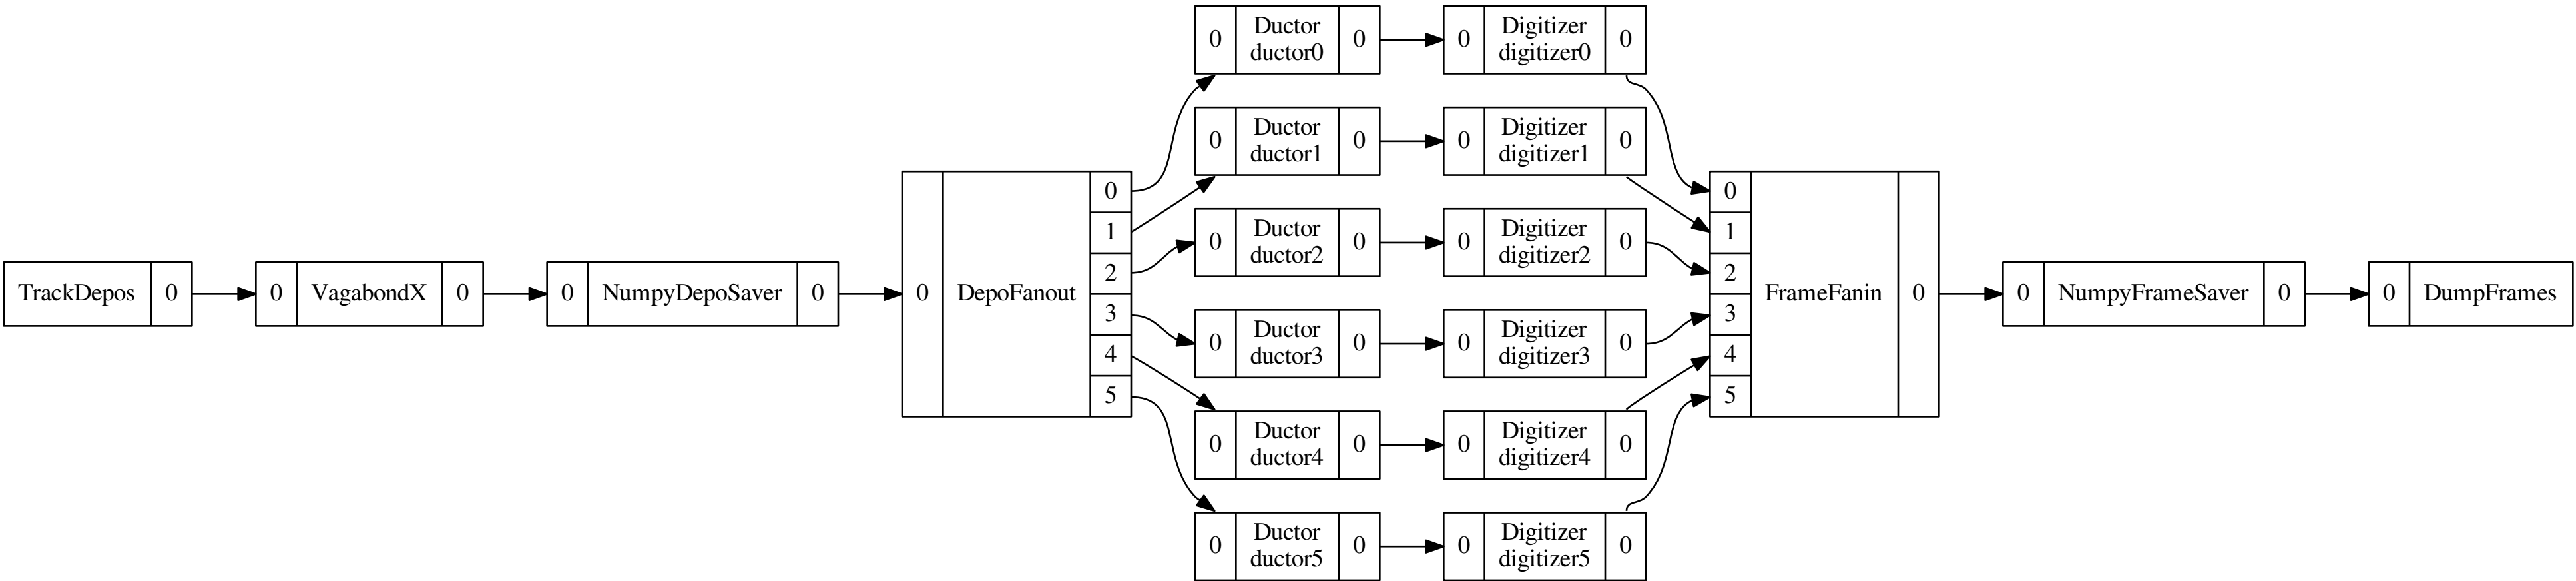 TrackDepos 0
0 VagabondX 0
0 NumpyDepoSaver 0
0 DepoFanout 0 1 2 3 4 5
0 Ductor 0
ductor0
0 Digitizer 0
digitizer0
0 Ductor 0
ductor1
0 Digitizer 0
digitizer1
0 Ductor 0
ductor2
0 Digitizer 0
digitizer2
0 Ductor 0
ductor3
0 Digitizer 0
digitizer3
0 Ductor 0
ductor4
0 Digitizer 0
digitizer4
0 Ductor 0
ductor5
0 Digitizer 0
digitizer5
0 1 2 3 4 5 FrameFanin 0
0 NumpyFrameSaver 0
0 DumpFrames